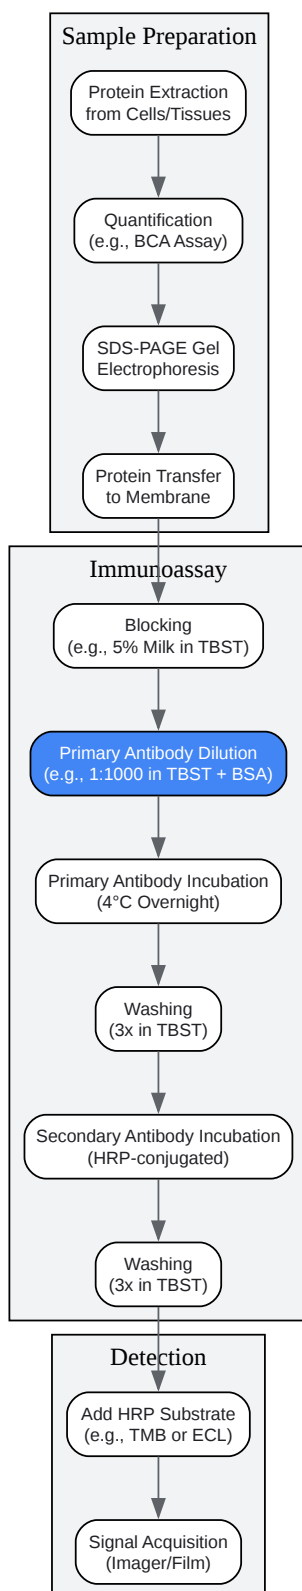 Sample Preparation
Protein Extraction
from Cells/Tissues
Quantification
(e.g., BCA Assay)
SDS-PAGE Gel
Electrophoresis
Protein Transfer
to Membrane
Immunoassay
Blocking
(e.g., 5% Milk in TBST)
Primary Antibody Dilution
(e.g., 1:1000 in TBST + BSA)
Primary Antibody Incubation
(4°C Overnight)
Washing
(3x in TBST)
Secondary Antibody Incubation
(HRP-conjugated)
Washing
(3x in TBST)
Detection
Add HRP Substrate
(e.g., TMB or ECL)
Signal Acquisition
(Imager/Film)